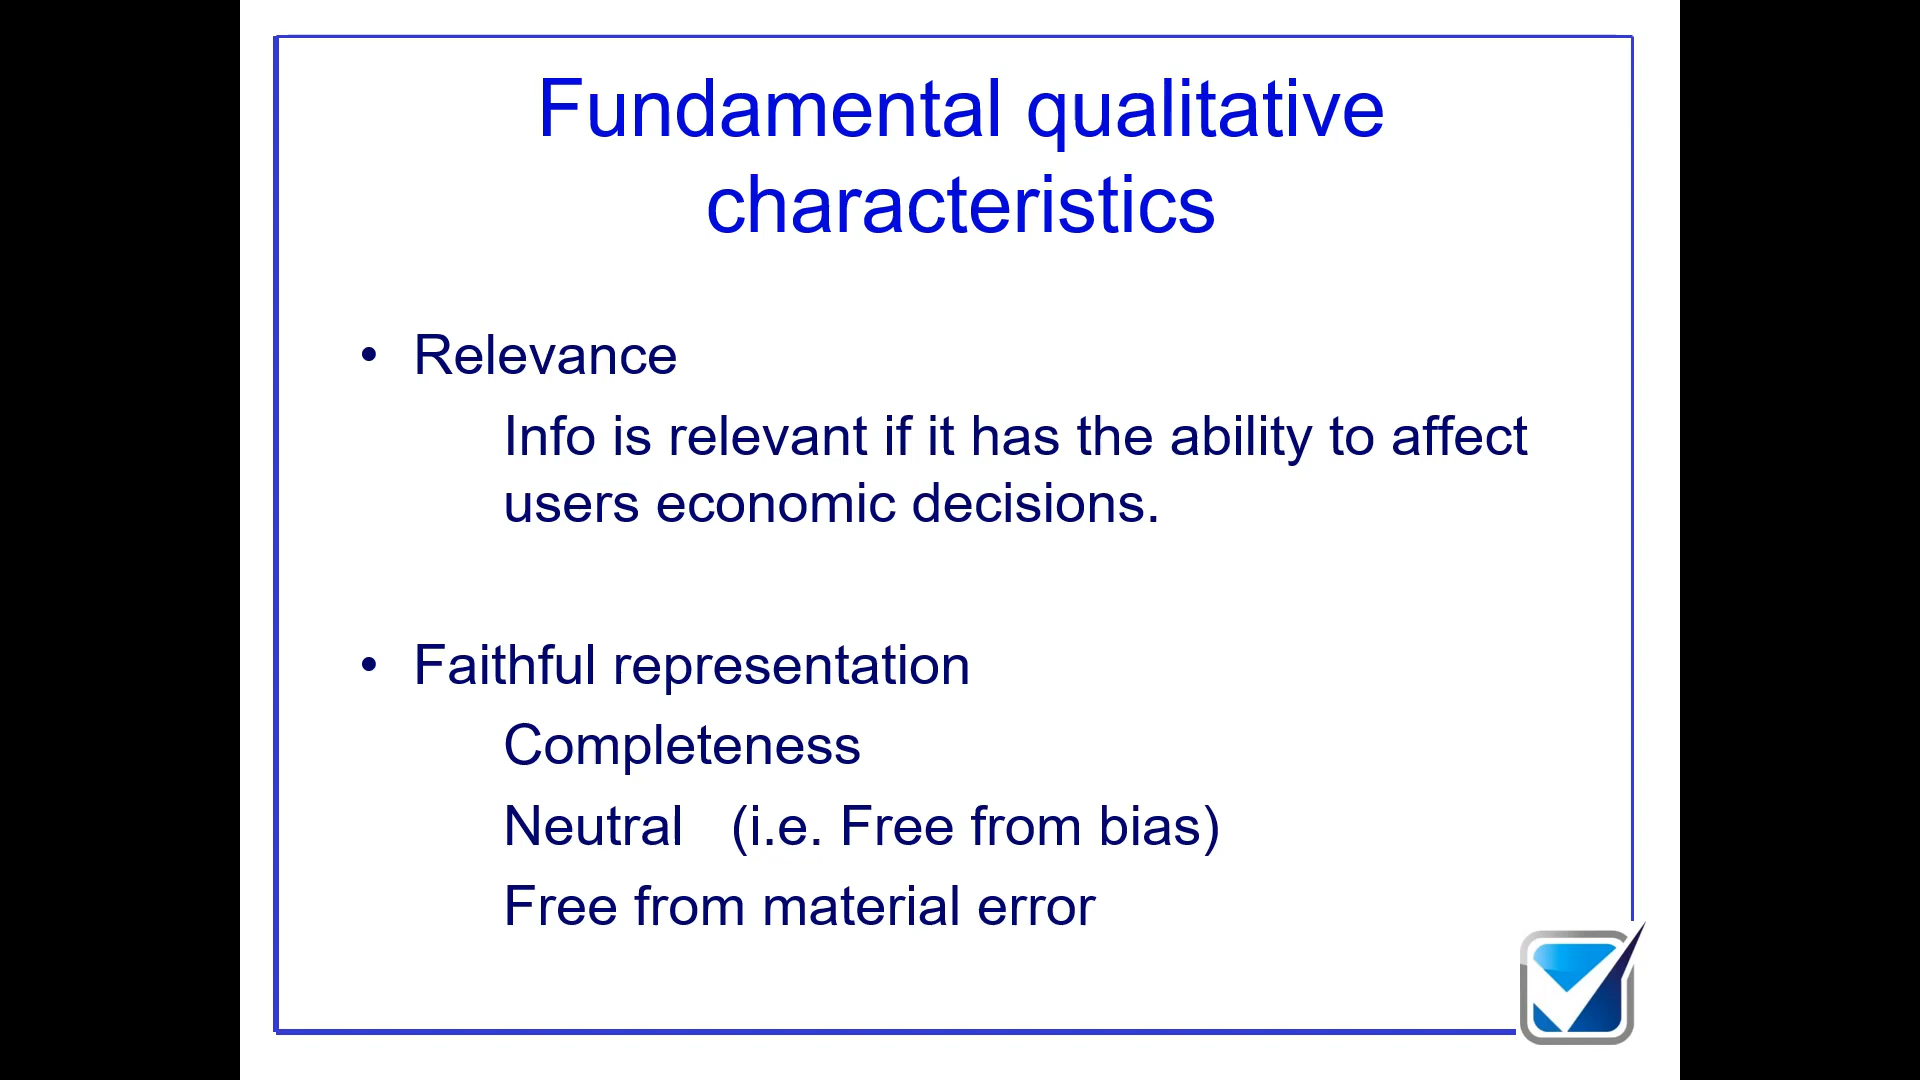 Fundamental qualitative
characteristics
• Relevance
Info is relevant if it has the ability to affect
users economic decisions.
• Faithful representation
Completeness
Neutral (i.e. Free from bias)
Free from material error